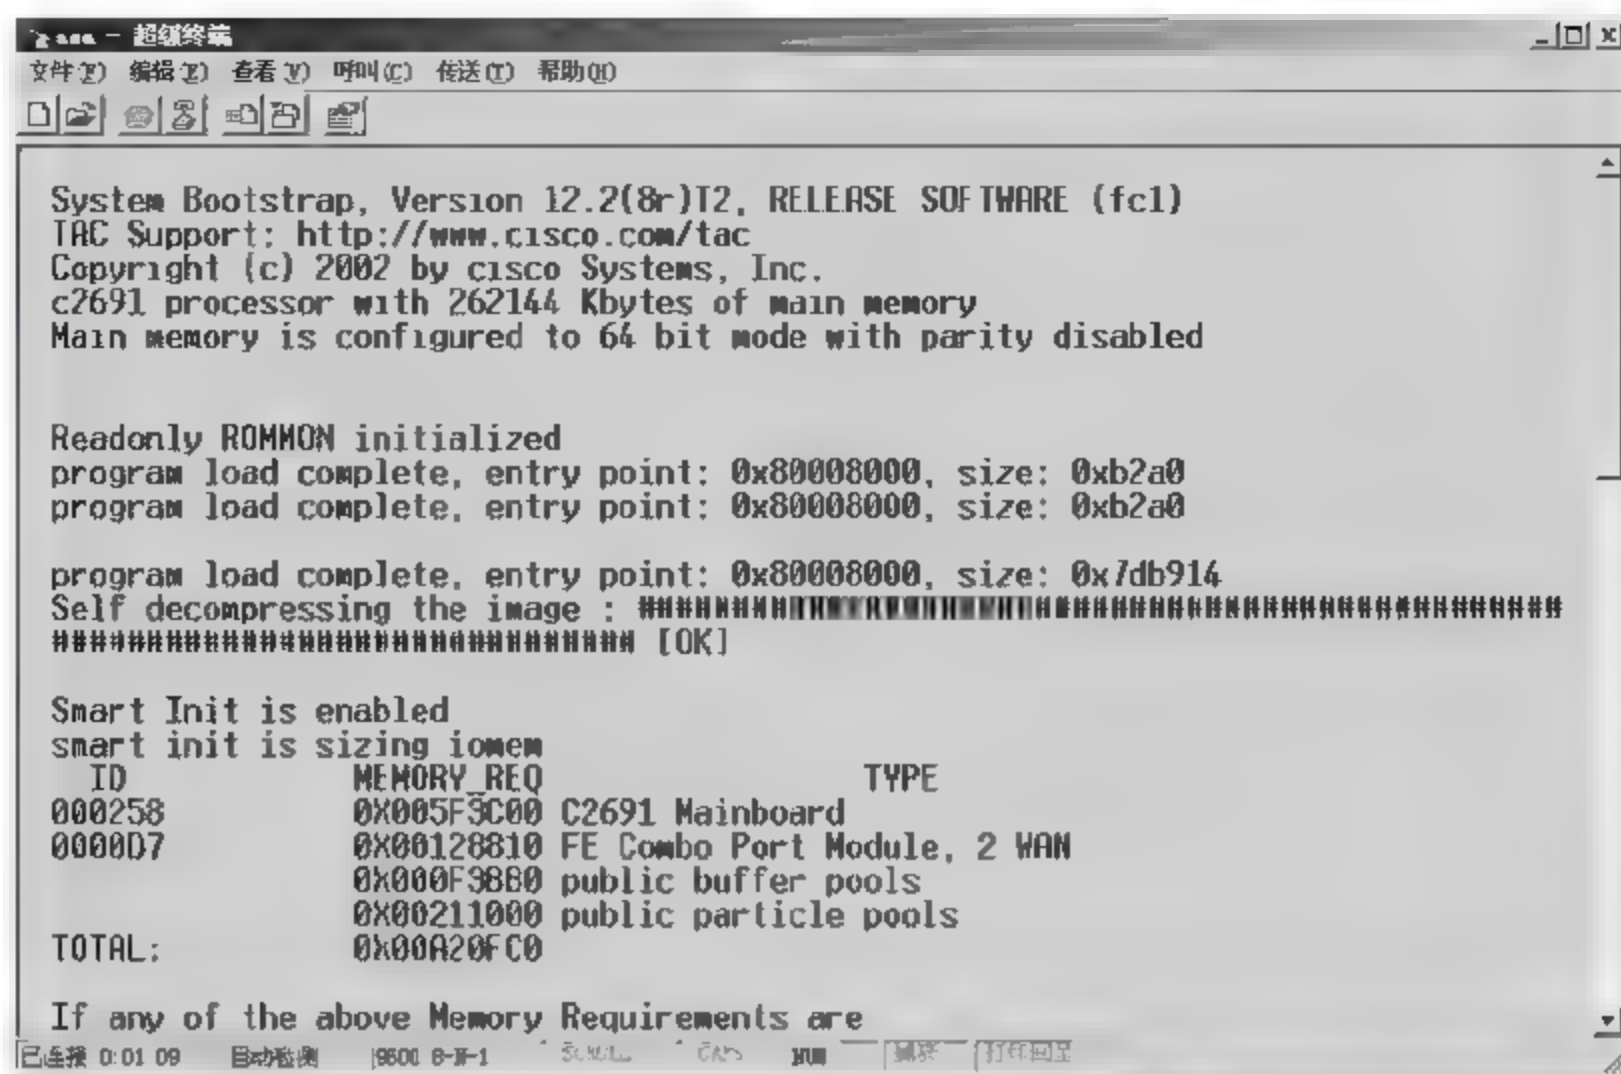 asa - 超级终端
文件(F) 编辑(E) 查看(V) 呼叫(C) 传送(T) 帮助(H)
System Bootstrap, Version 12.2(8r)T2, RELEASE SOFTWARE (fc1)
TAC Support: http://www.cisco.com/tac
Copyright (c) 2002 by cisco Systems, Inc.
c2691 processor with 262144 Kbytes of main memory
Main memory is configured to 64 bit mode with parity disabled
Readonly ROMMON initialized
program load complete, entry point: 0x80008000, size: 0xb2a0
program load complete, entry point: 0x80008000, size: 0xb2a0
program load complete, entry point: 0x80008000, size: 0x7db914
Self decompressing the image : #################################################
############################### [OK]
Smart Init is enabled
smart init is sizing iomem
ID MEMORY_REQ TYPE
000258 0X005F3C00 C2691 Mainboard
0000D7 0X00128810 FE Combo Port Module, 2 WAN
0X000F3BB0 public buffer pools
0X00211000 public particle pools
TOTAL: 0X00A20FC0
If any of the above Memory Requirements are
已连接 0:01:09 自动检测 9600 8-N-1 SCROLL CAPS NUM 捕获